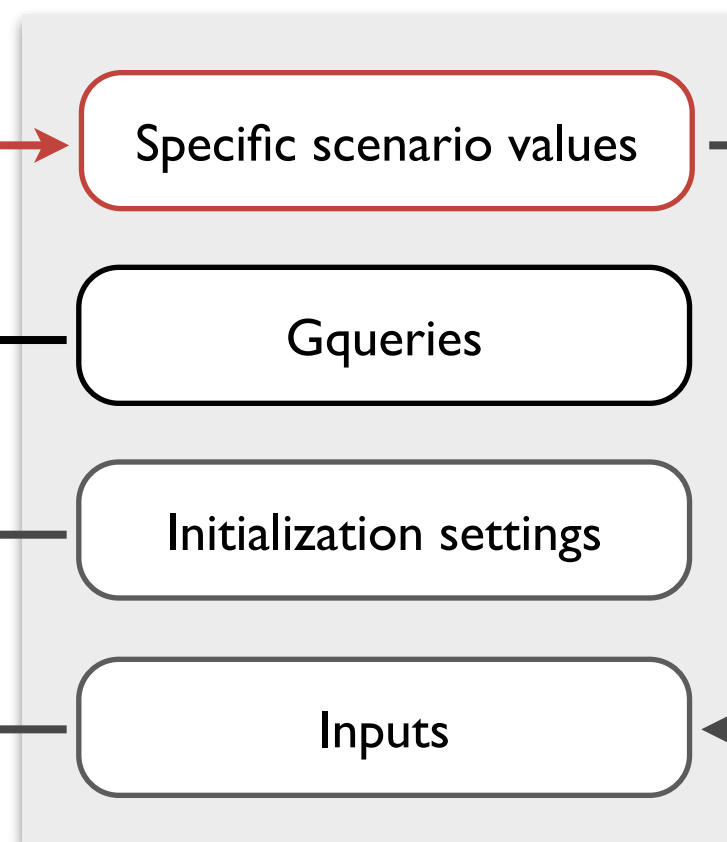 Specific scenario values
Gqueries
Initialization settings
Inputs